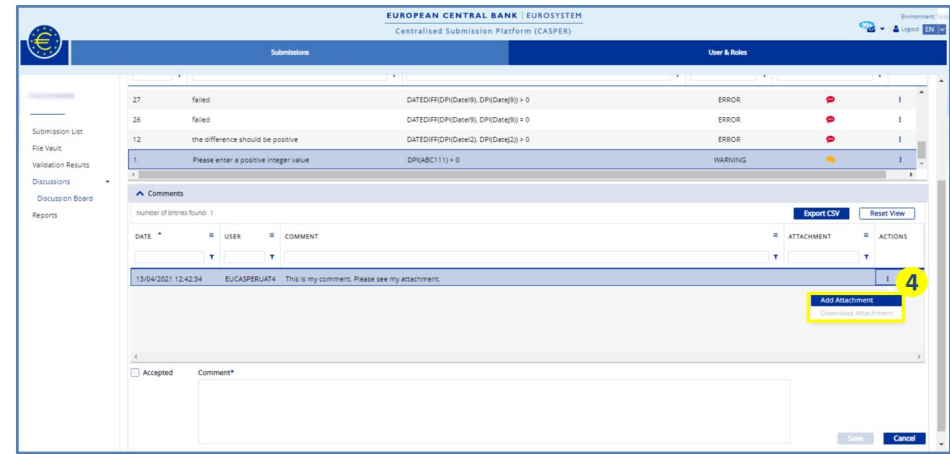 EUROPEAN CENTRAL BANK | EUROSYSTEM
Centralised Submission Platform (CASPER)
Environment:
Logout EN
Submissions User & Roles
27 failed DATEDIFF(DPI(DateI9), DPI(DateJ9)) > 0 ERROR
26 failed DATEDIFF(DPI(DateI9), DPI(DateJ9)) = 0 ERROR
12 the difference should be positive DATEDIFF(DPI(DateI2), DPI(DateJ2)) > 0 ERROR
1 Please enter a positive integer value DPI(ABC111) > 0 WARNING
Submission List
File Vault
Validation Results
Discussions
Discussion Board
Reports
Comments
Number of Entries found: 1
Export CSV Reset View
DATE USER COMMENT ATTACHMENT ACTIONS
13/04/2021 12:42:34 EUCASPERUAT4 This is my comment. Please see my attachment.
4
Add Attachment
Download Attachment
Accepted Comment*
Save Cancel